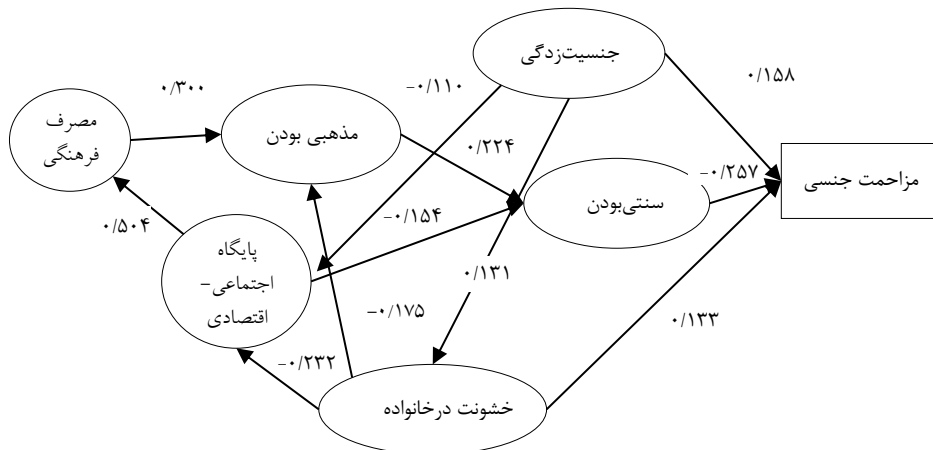 جنسیت‌زدگی
۰/۱۵۸
-۰/۱۱۰
۰/۳۰۰
مصرف
فرهنگی
مذهبی بودن
۰/۲۲۴
-۰/۲۵۷
مزاحمت جنسی
سنتی‌بودن
-۰/۱۵۴
۰/۵۰۴
پایگاه
اجتماعی-
اقتصادی
۰/۱۳۱
-۰/۱۷۵
۰/۱۳۳
-۰/۲۳۲
خشونت درخانواده